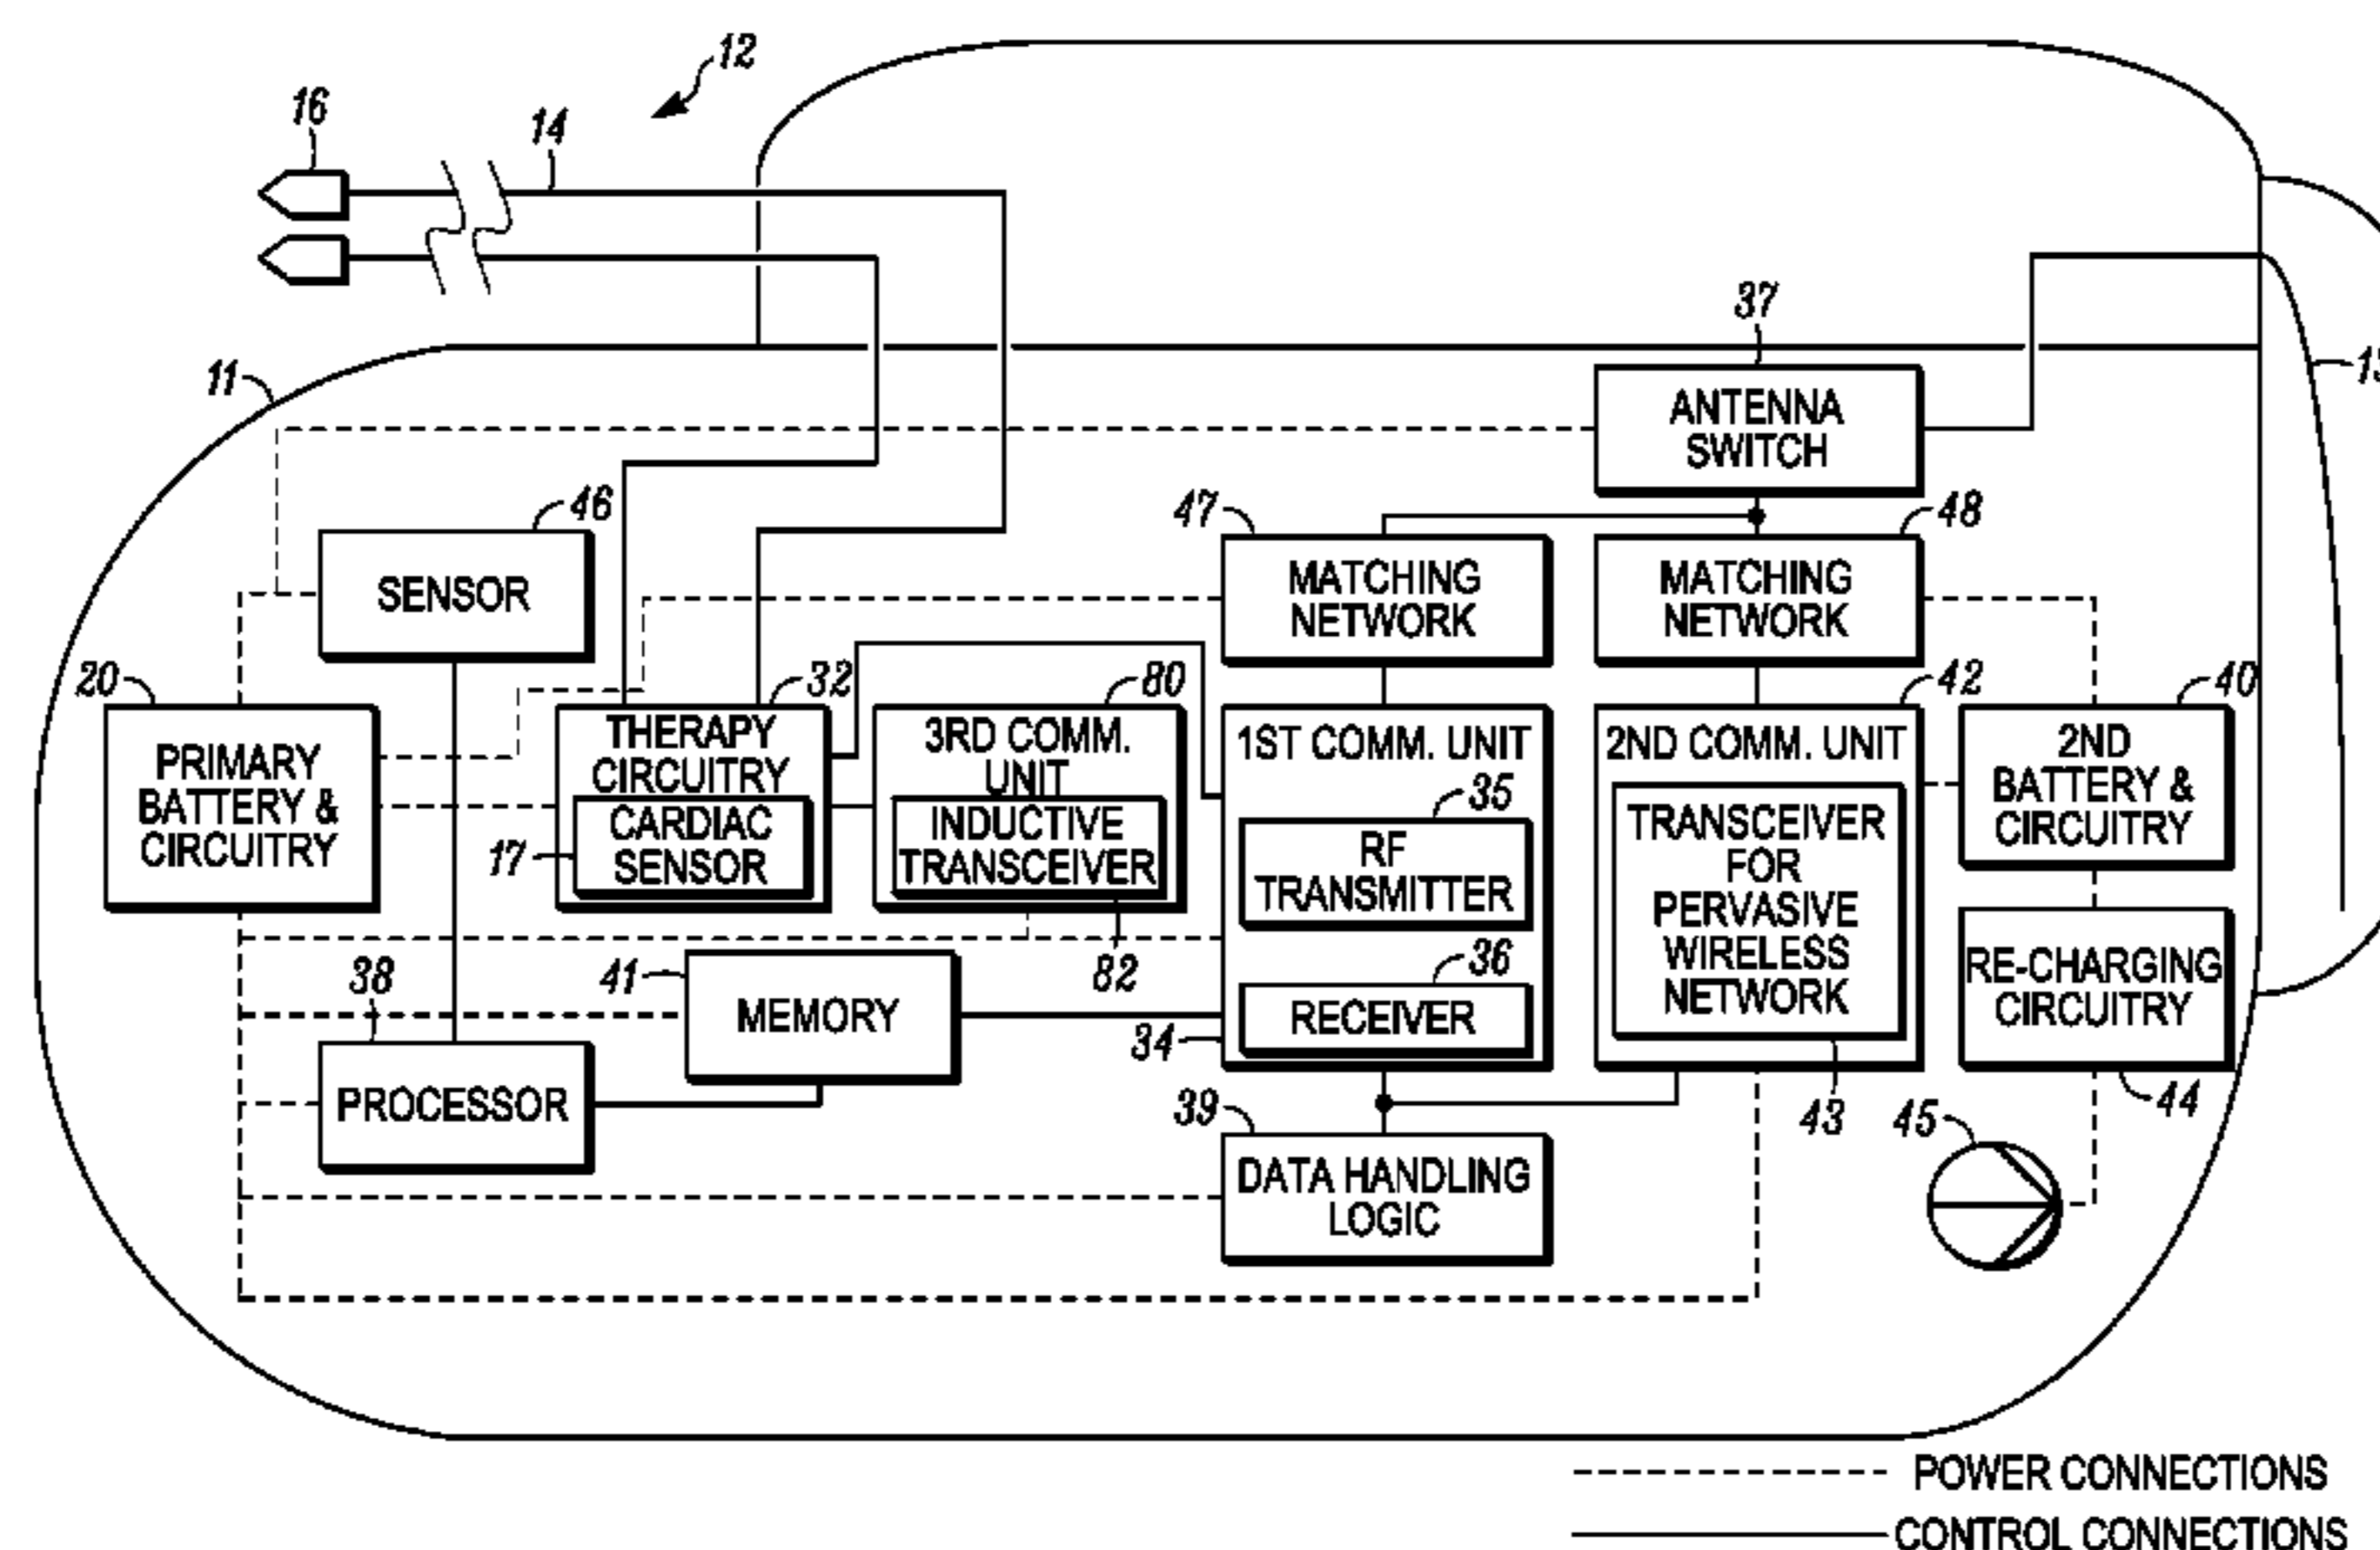 12
16
14
37
11
15
ANTENNA
SWITCH
46
47
48
SENSOR
MATCHING
NETWORK
MATCHING
NETWORK
20
32
80
42
40
PRIMARY
BATTERY &
CIRCUITRY
THERAPY
CIRCUITRY
CARDIAC
SENSOR
17
3RD COMM.
UNIT
INDUCTIVE
TRANSCEIVER
82
1ST COMM. UNIT
35
RF
TRANSMITTER
36
RECEIVER
34
2ND COMM. UNIT
TRANSCEIVER
FOR
PERVASIVE
WIRELESS
NETWORK
43
2ND
BATTERY &
CIRCUITRY
RE-CHARGING
CIRCUITRY
44
38
41
MEMORY
PROCESSOR
39
DATA HANDLING
LOGIC
45
POWER CONNECTIONS
CONTROL CONNECTIONS